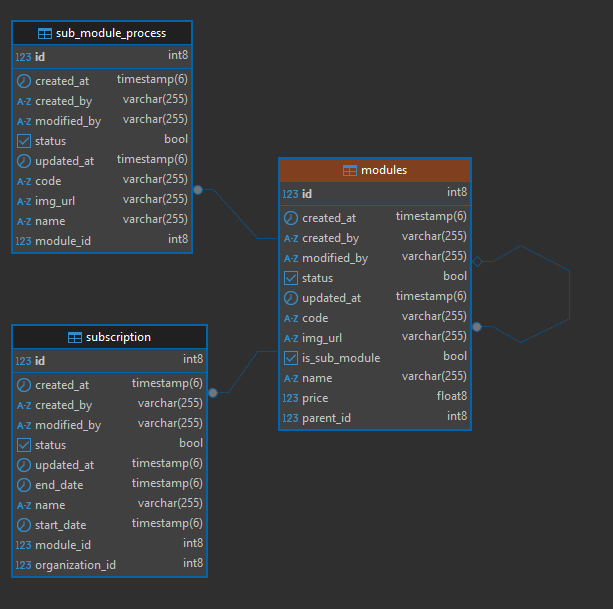 sub_module_process
123 id int8
created_at timestamp(6)
A-Z created_by varchar(255)
A-Z modified_by varchar(255)
status bool
updated_at timestamp(6)
A-Z code varchar(255)
A-Z img_url varchar(255)
A-Z name varchar(255)
123 module_id int8
modules
123 id int8
created_at timestamp(6)
A-Z created_by varchar(255)
A-Z modified_by varchar(255)
status bool
updated_at timestamp(6)
A-Z code varchar(255)
A-Z img_url varchar(255)
is_sub_module bool
A-Z name varchar(255)
123 price float8
123 parent_id int8
subscription
123 id int8
created_at timestamp(6)
A-Z created_by varchar(255)
A-Z modified_by varchar(255)
status bool
updated_at timestamp(6)
end_date timestamp(6)
A-Z name varchar(255)
start_date timestamp(6)
123 module_id int8
123 organization_id int8